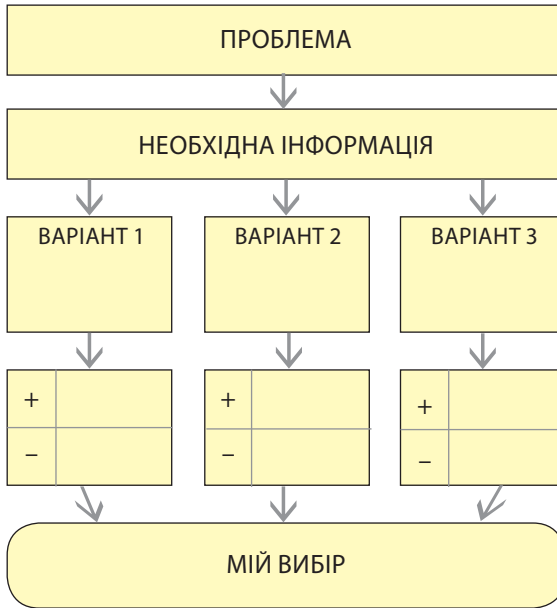 ПРОБЛЕМА
НЕОБХІДНА ІНФОРМАЦІЯ
ВАРІАНТ 1
ВАРІАНТ 2
ВАРІАНТ 3
+
+
+
–
–
–
МІЙ ВИБІР